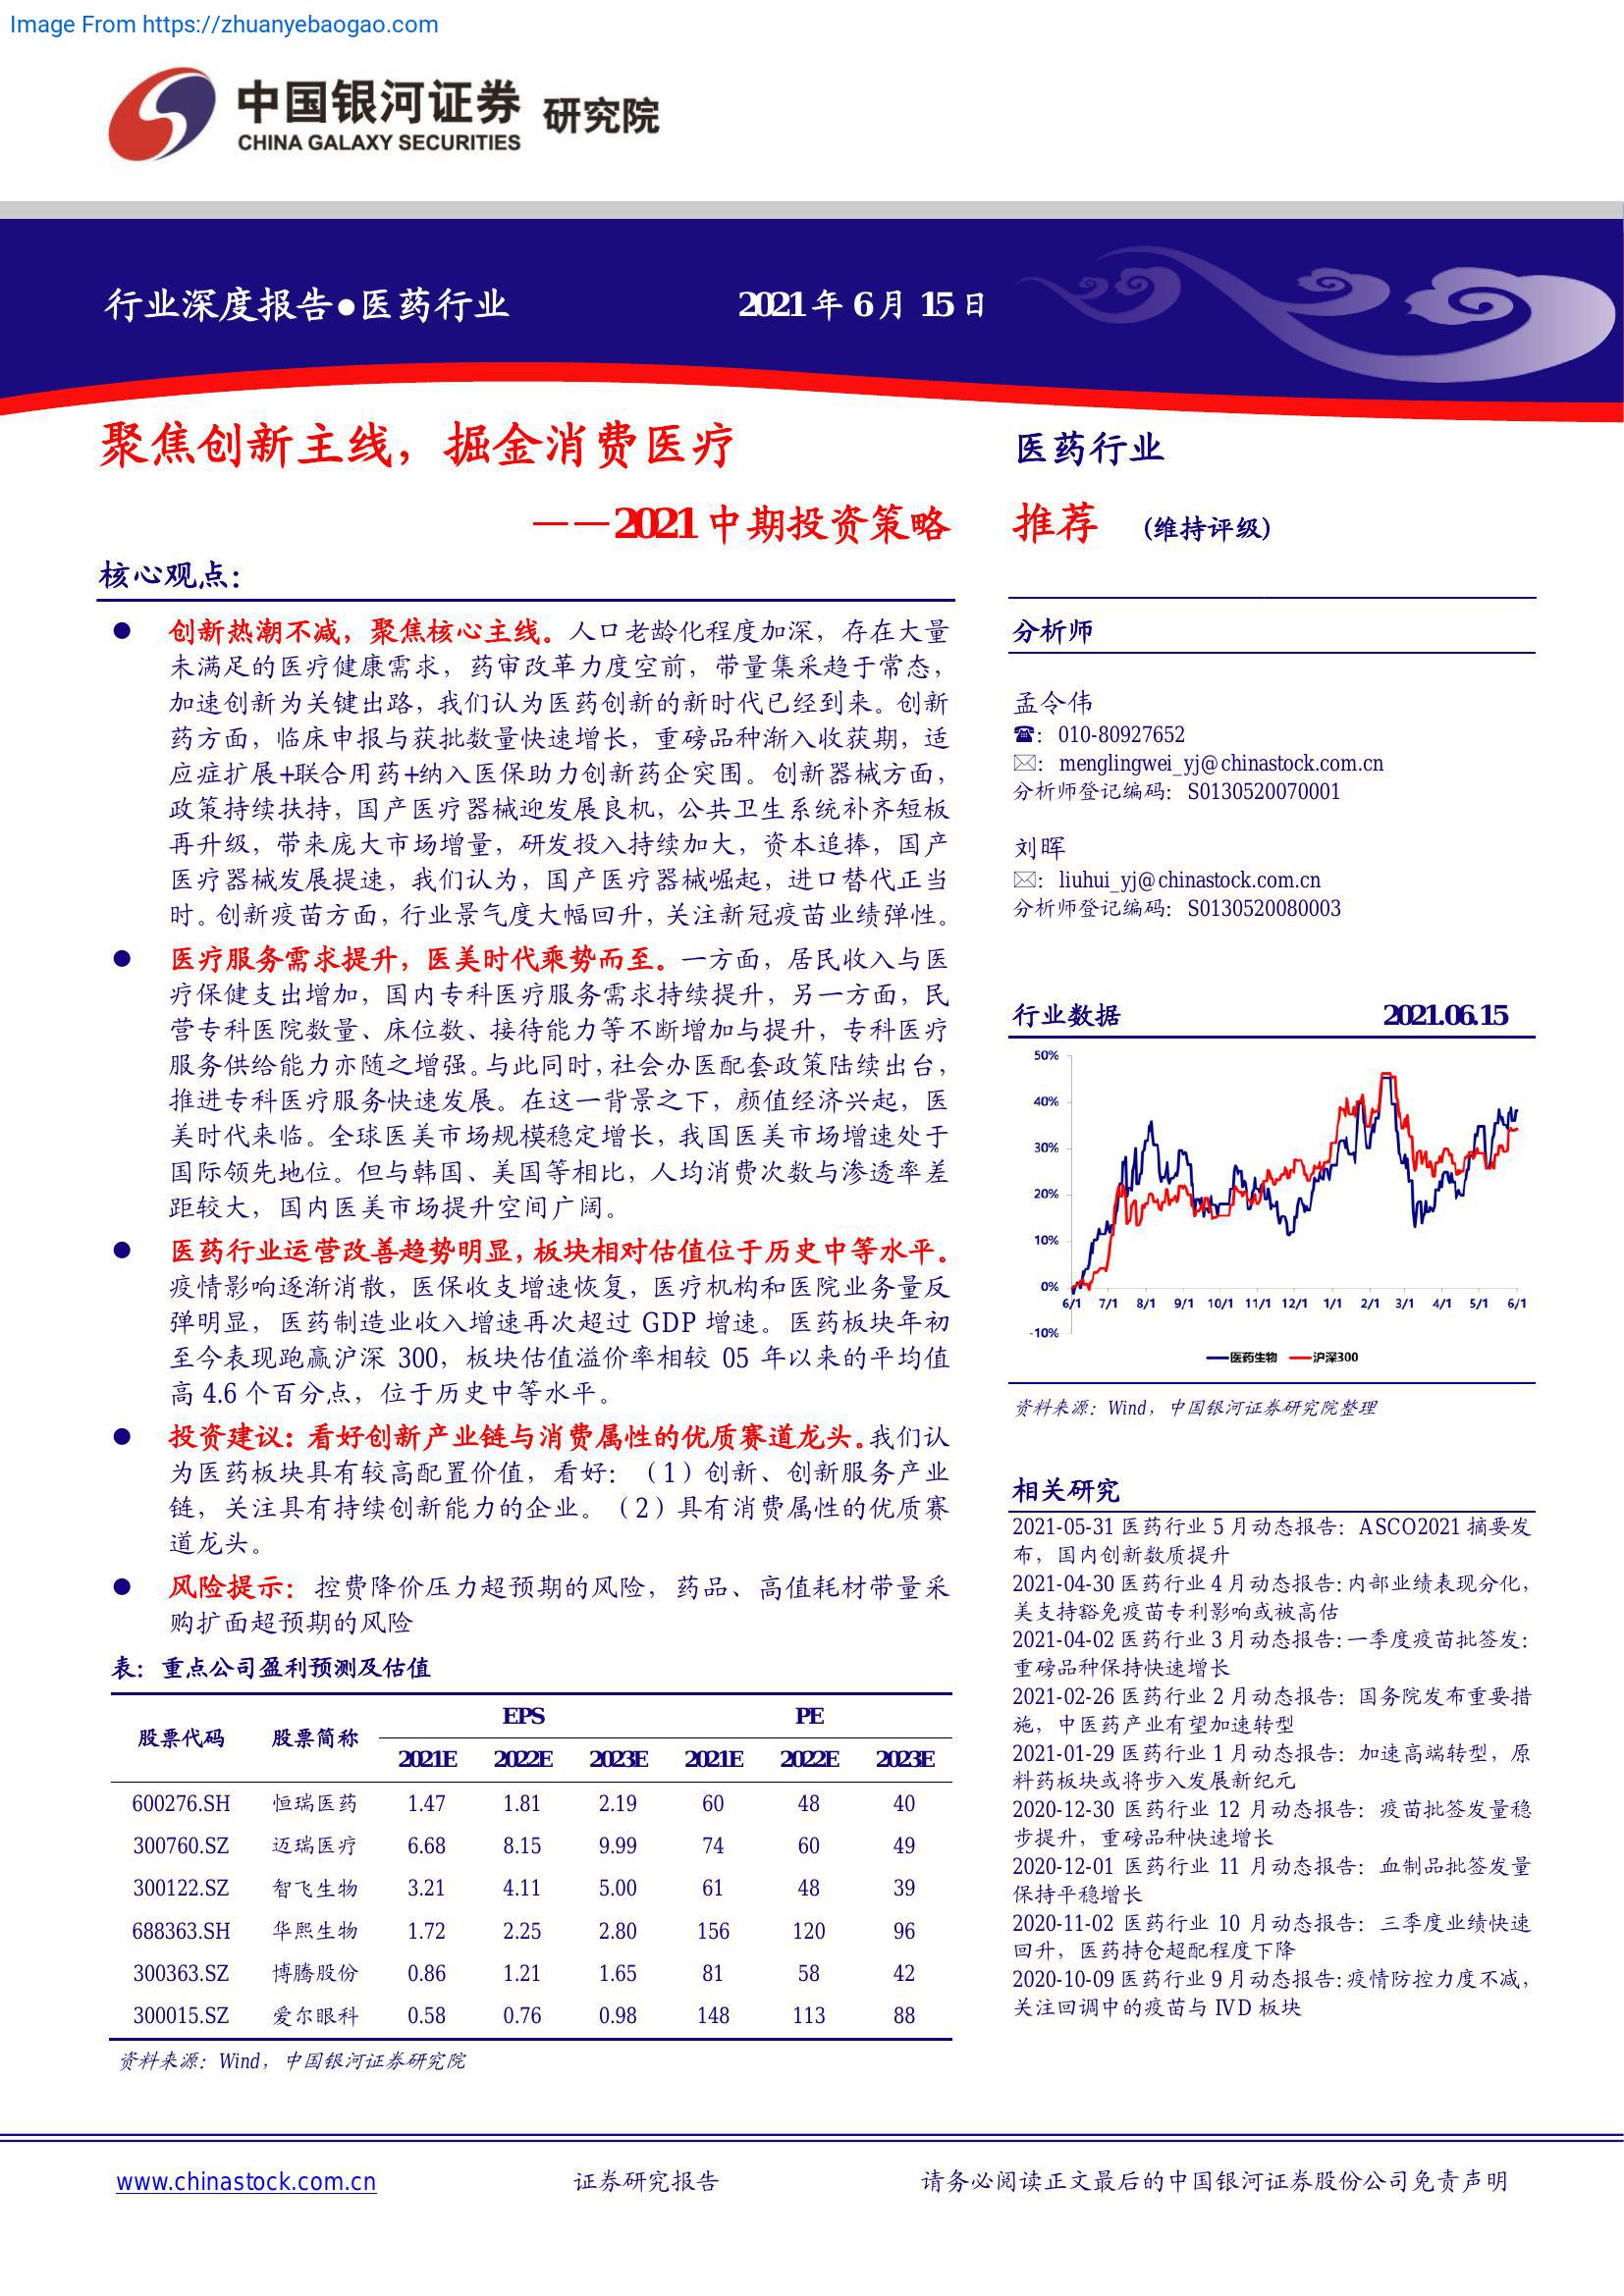 Image From https://zhuanyebaogao.com
中国银河证券 研究院
CHINA GALAXY SECURITIES
行业深度报告●医药行业 2021 年 6 月 15 日
聚焦创新主线，掘金消费医疗
——2021 中期投资策略
核心观点：
● 创新热潮不减，聚焦核心主线。人口老龄化程度加深，存在大量
未满足的医疗健康需求，药审改革力度空前，带量集采趋于常态，
加速创新为关键出路，我们认为医药创新的新时代已经到来。创新
药方面，临床申报与获批数量快速增长，重磅品种渐入收获期，适
应症扩展+联合用药+纳入医保助力创新药企突围。创新器械方面，
政策持续扶持，国产医疗器械迎发展良机，公共卫生系统补齐短板
再升级，带来庞大市场增量，研发投入持续加大，资本追捧，国产
医疗器械发展提速，我们认为，国产医疗器械崛起，进口替代正当
时。创新疫苗方面，行业景气度大幅回升，关注新冠疫苗业绩弹性。
● 医疗服务需求提升，医美时代乘势而至。一方面，居民收入与医
疗保健支出增加，国内专科医疗服务需求持续提升，另一方面，民
营专科医院数量、床位数、接待能力等不断增加与提升，专科医疗
服务供给能力亦随之增强。与此同时，社会办医配套政策陆续出台，
推进专科医疗服务快速发展。在这一背景之下，颜值经济兴起，医
美时代来临。全球医美市场规模稳定增长，我国医美市场增速处于
国际领先地位。但与韩国、美国等相比，人均消费次数与渗透率差
距较大，国内医美市场提升空间广阔。
● 医药行业运营改善趋势明显，板块相对估值位于历史中等水平。
疫情影响逐渐消散，医保收支增速恢复，医疗机构和医院业务量反
弹明显，医药制造业收入增速再次超过 GDP 增速。医药板块年初
至今表现跑赢沪深 300，板块估值溢价率相较 05 年以来的平均值
高 4.6 个百分点，位于历史中等水平。
● 投资建议：看好创新产业链与消费属性的优质赛道龙头。我们认
为医药板块具有较高配置价值，看好：（1）创新、创新服务产业
链，关注具有持续创新能力的企业。（2）具有消费属性的优质赛
道龙头。
● 风险提示：控费降价压力超预期的风险，药品、高值耗材带量采
购扩面超预期的风险
表：重点公司盈利预测及估值
股票代码 股票简称 EPS PE
2021E 2022E 2023E 2021E 2022E 2023E
600276.SH 恒瑞医药 1.47 1.81 2.19 60 48 40
300760.SZ 迈瑞医疗 6.68 8.15 9.99 74 60 49
300122.SZ 智飞生物 3.21 4.11 5.00 61 48 39
688363.SH 华熙生物 1.72 2.25 2.80 156 120 96
300363.SZ 博腾股份 0.86 1.21 1.65 81 58 42
300015.SZ 爱尔眼科 0.58 0.76 0.98 148 113 88
资料来源：Wind，中国银河证券研究院
医药行业
推荐 (维持评级)
分析师
孟令伟
☎：010-80927652
✉：menglingwei_yj@chinastock.com.cn
分析师登记编码：S0130520070001
刘晖
✉：liuhui_yj@chinastock.com.cn
分析师登记编码：S0130520080003
行业数据 2021.06.15
50%
40%
30%
20%
10%
0%
6/1 7/1 8/1 9/1 10/1 11/1 12/1 1/1 2/1 3/1 4/1 5/1 6/1
-10%
医药生物 沪深300
资料来源：Wind，中国银河证券研究院整理
相关研究
2021-05-31 医药行业 5 月动态报告：ASCO2021 摘要发
布，国内创新数质提升
2021-04-30 医药行业 4 月动态报告：内部业绩表现分化，
美支持豁免疫苗专利影响或被高估
2021-04-02 医药行业 3 月动态报告：一季度疫苗批签发：
重磅品种保持快速增长
2021-02-26 医药行业 2 月动态报告：国务院发布重要措
施，中医药产业有望加速转型
2021-01-29 医药行业 1 月动态报告：加速高端转型，原
料药板块或将步入发展新纪元
2020-12-30 医药行业 12 月动态报告：疫苗批签发量稳
步提升，重磅品种快速增长
2020-12-01 医药行业 11 月动态报告：血制品批签发量
保持平稳增长
2020-11-02 医药行业 10 月动态报告：三季度业绩快速
回升，医药持仓超配程度下降
2020-10-09 医药行业 9 月动态报告：疫情防控力度不减，
关注回调中的疫苗与 IVD 板块
www.chinastock.com.cn 证券研究报告 请务必阅读正文最后的中国银河证券股份公司免责声明